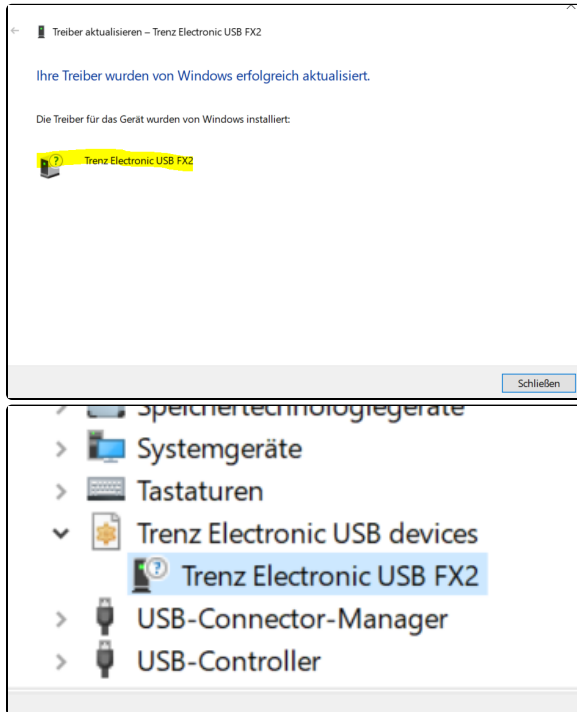 Treiber aktualisieren – Trenz Electronic USB FX2
Ihre Treiber wurden von Windows erfolgreich aktualisiert.
Die Treiber für das Gerät wurden von Windows installiert:
Trenz Electronic USB FX2
Schließen
Speichertechnologiegeräte
Systemgeräte
Tastaturen
Trenz Electronic USB devices
Trenz Electronic USB FX2
USB-Connector-Manager
USB-Controller